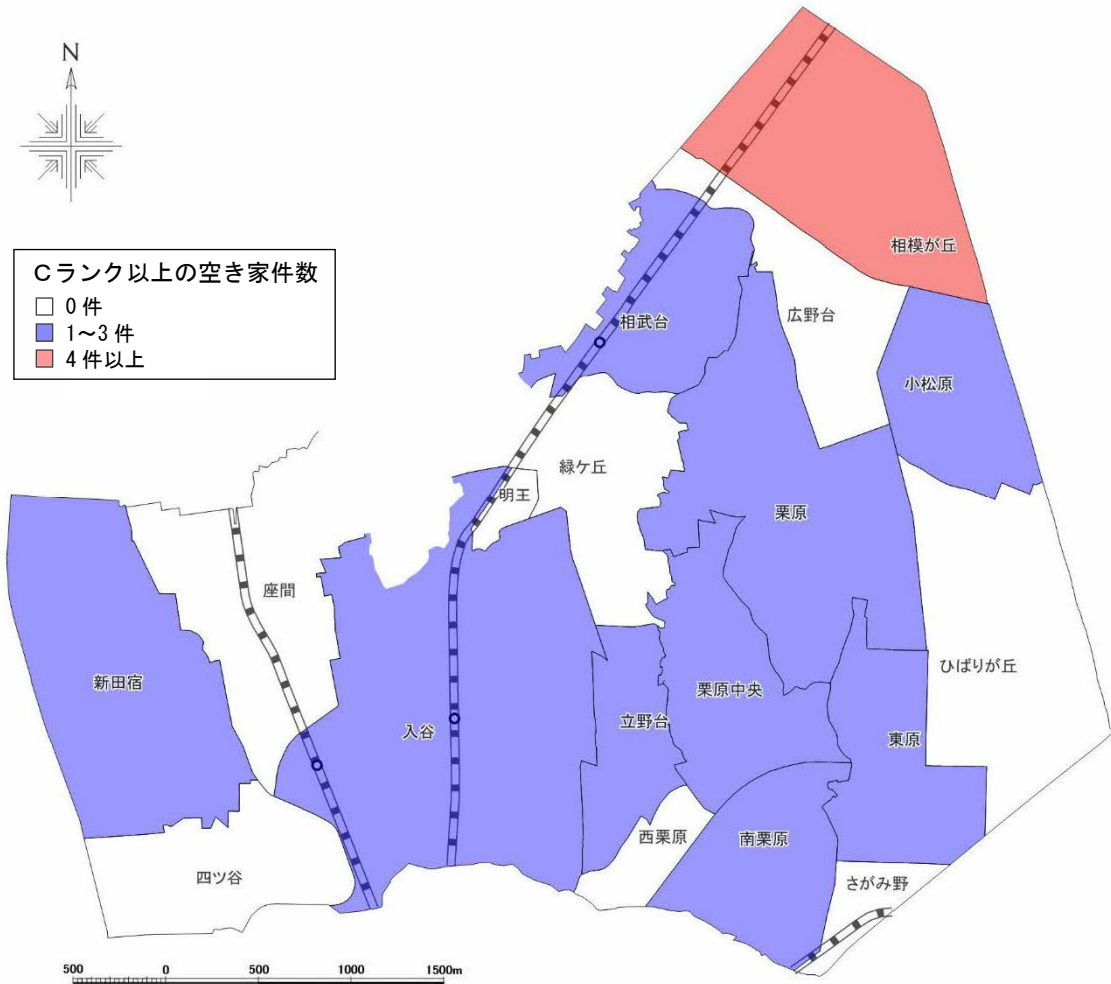 N
Cランク以上の空き家件数
0件
1~3件
4件以上
相模が丘
広野台
相武台
小松原
緑ケ丘
明王
栗原
座間
ひばりが丘
新田宿
栗原中央
立野台
入谷
東原
西栗原
南栗原
四ツ谷
さがみ野
500 0 500 1000 1500m